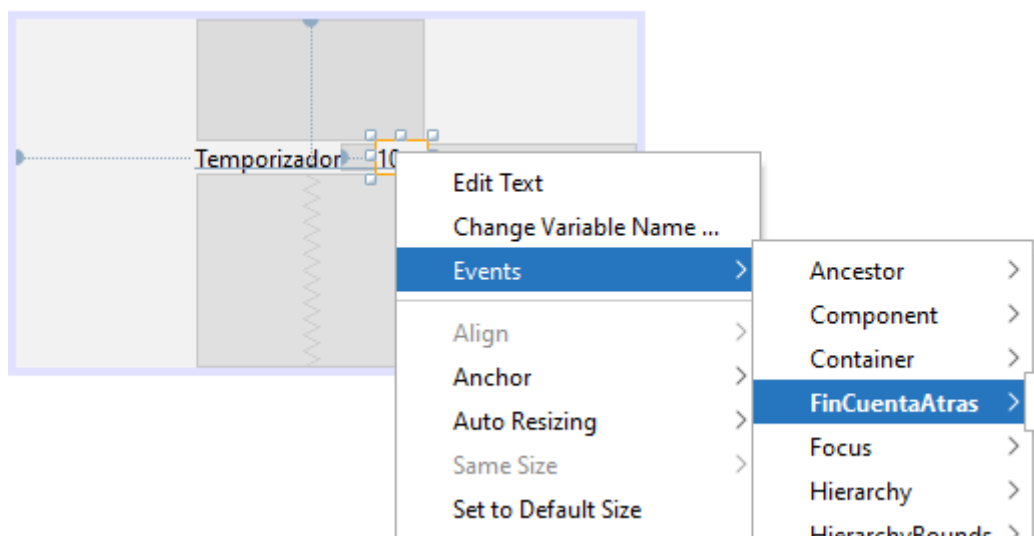 Temporizador
10
Edit Text
Change Variable Name ...
Events
Align
Anchor
Auto Resizing
Same Size
Set to Default Size
Ancestor
Component
Container
FinCuentaAtras
Focus
Hierarchy
HierarchyBounds